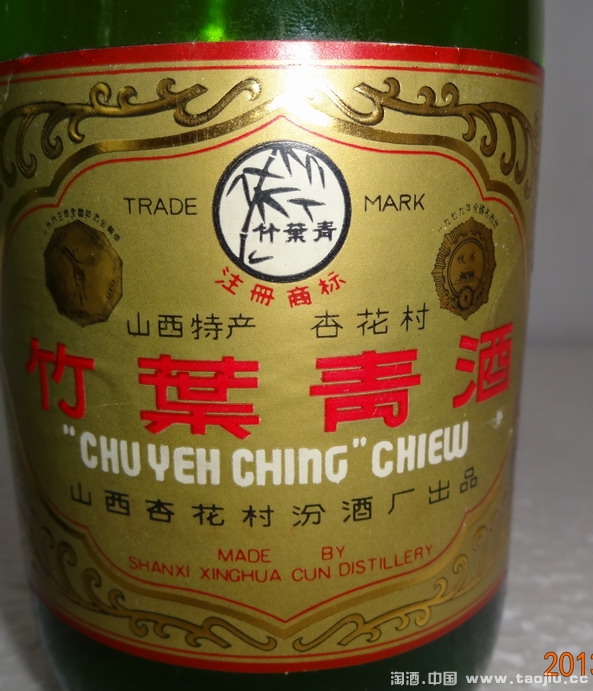 TRADE MARK
竹葉青
注冊商标
山西特产 杏花村
竹葉青酒
"CHU YEH CHING" CHIEW
山西杏花村汾酒厂出品
MADE BY
SHANXI XINGHUA CUN DISTILLERY
2013
淘酒.中国 www.taojiu.cc